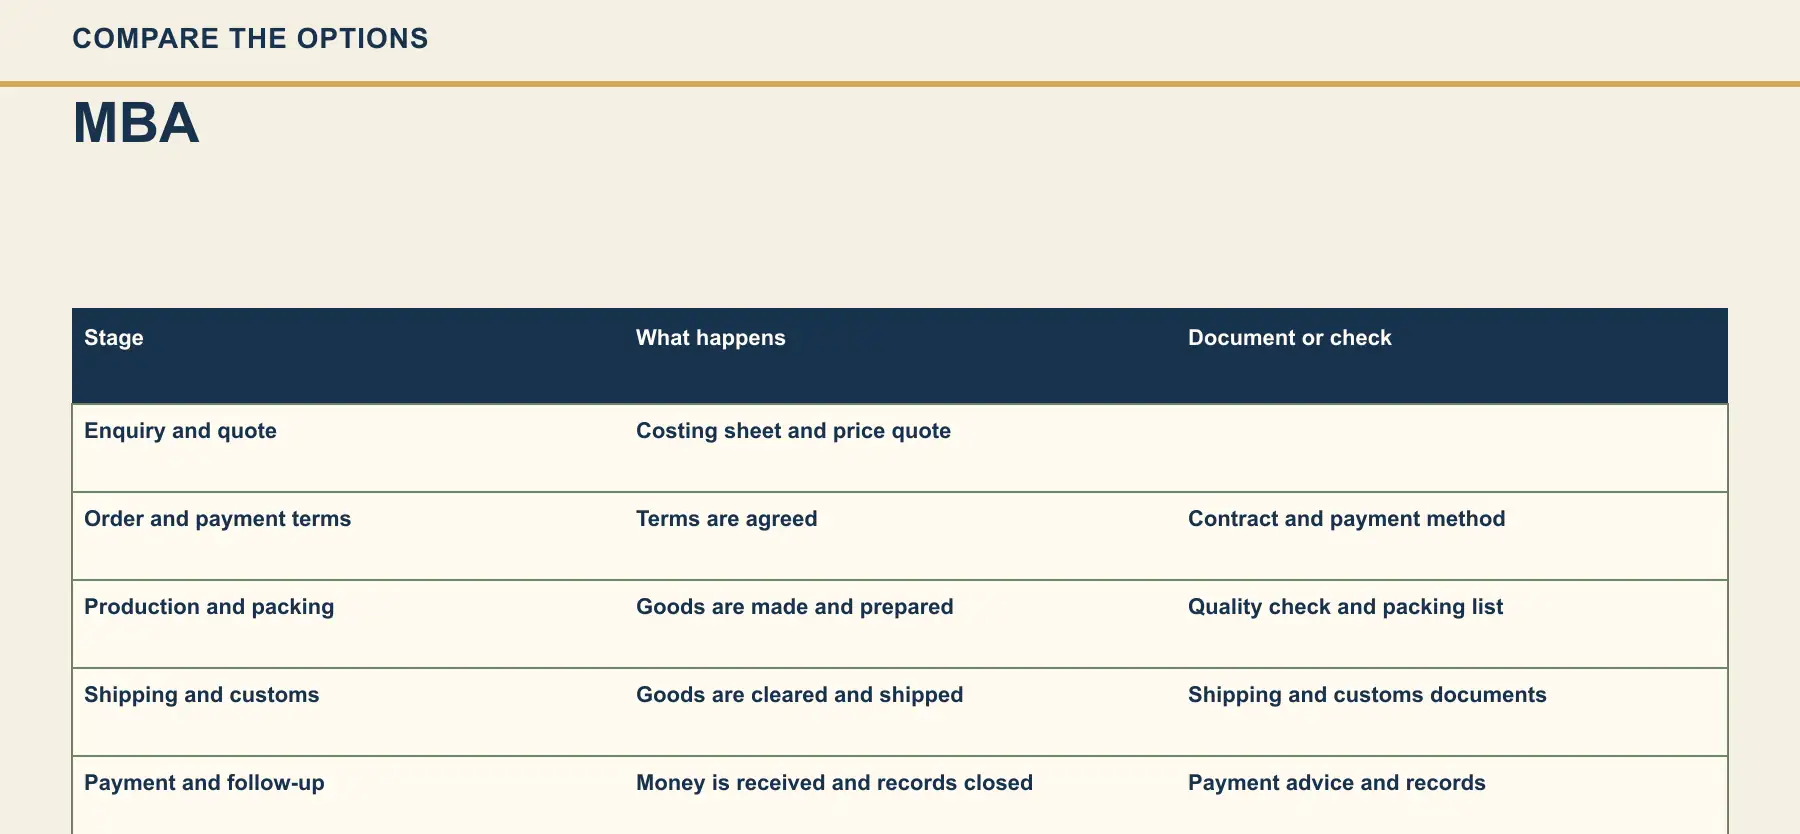 COMPARE THE OPTIONS
MBA
Stage What happens Document or check
Enquiry and quote Costing sheet and price quote
Order and payment terms Terms are agreed Contract and payment method
Production and packing Goods are made and prepared Quality check and packing list
Shipping and customs Goods are cleared and shipped Shipping and customs documents
Payment and follow-up Money is received and records closed Payment advice and records